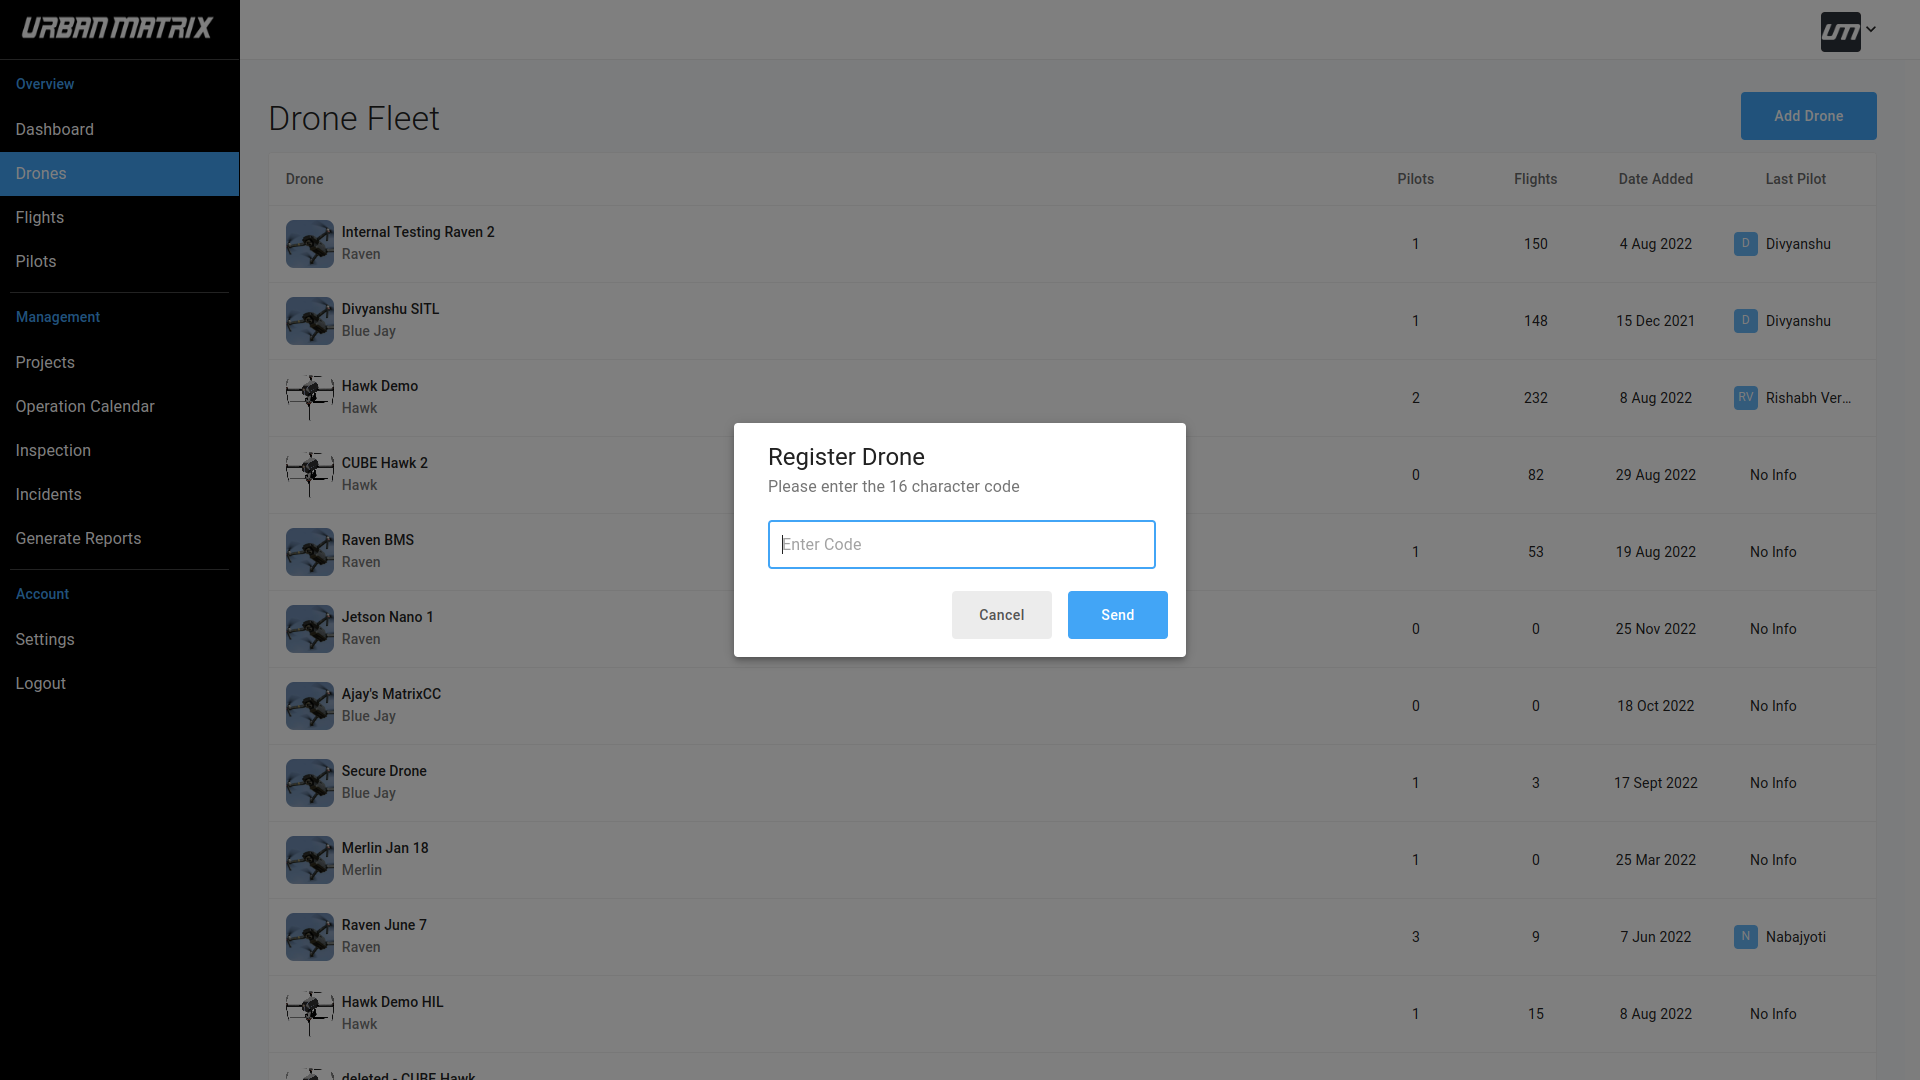 URBAN MATRIX
Overview
Dashboard
Drones
Flights
Pilots
Management
Projects
Operation Calendar
Inspection
Incidents
Generate Reports
Account
Settings
Logout
um
Drone Fleet
Add Drone
Drone Pilots Flights Date Added Last Pilot
Internal Testing Raven 2
Raven
1 150 4 Aug 2022 D Divyanshu
Divyanshu SITL
Blue Jay
1 148 15 Dec 2021 D Divyanshu
Hawk Demo
Hawk
2 232 8 Aug 2022 RV Rishabh Ver...
CUBE Hawk 2
Hawk
0 82 29 Aug 2022 No Info
Raven BMS
Raven
1 53 19 Aug 2022 No Info
Jetson Nano 1
Raven
0 0 25 Nov 2022 No Info
Ajay's MatrixCC
Blue Jay
0 0 18 Oct 2022 No Info
Secure Drone
Blue Jay
1 3 17 Sept 2022 No Info
Merlin Jan 18
Merlin
1 0 25 Mar 2022 No Info
Raven June 7
Raven
3 9 7 Jun 2022 N Nabajyoti
Hawk Demo HIL
Hawk
1 15 8 Aug 2022 No Info
deleted - CUBE Hawk
Register Drone
Please enter the 16 character code
Enter Code
Cancel Send